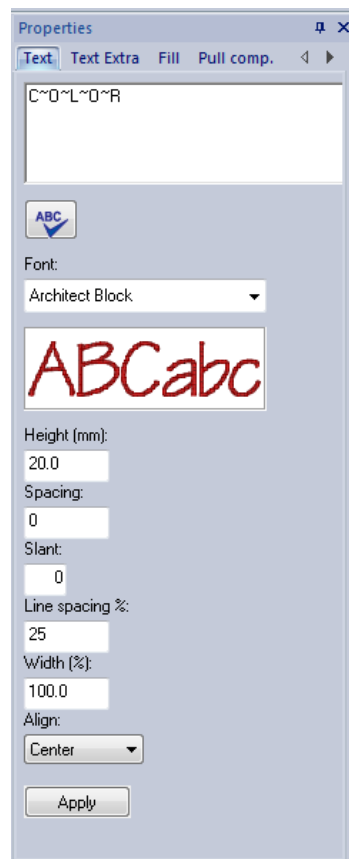 Properties
Text Text Extra Fill Pull comp.
C~O~L~O~R
ABC
Font:
Architect Block
ABCabc
Height (mm):
20.0
Spacing:
0
Slant:
0
Line spacing %:
25
Width (%):
100.0
Align:
Center
Apply